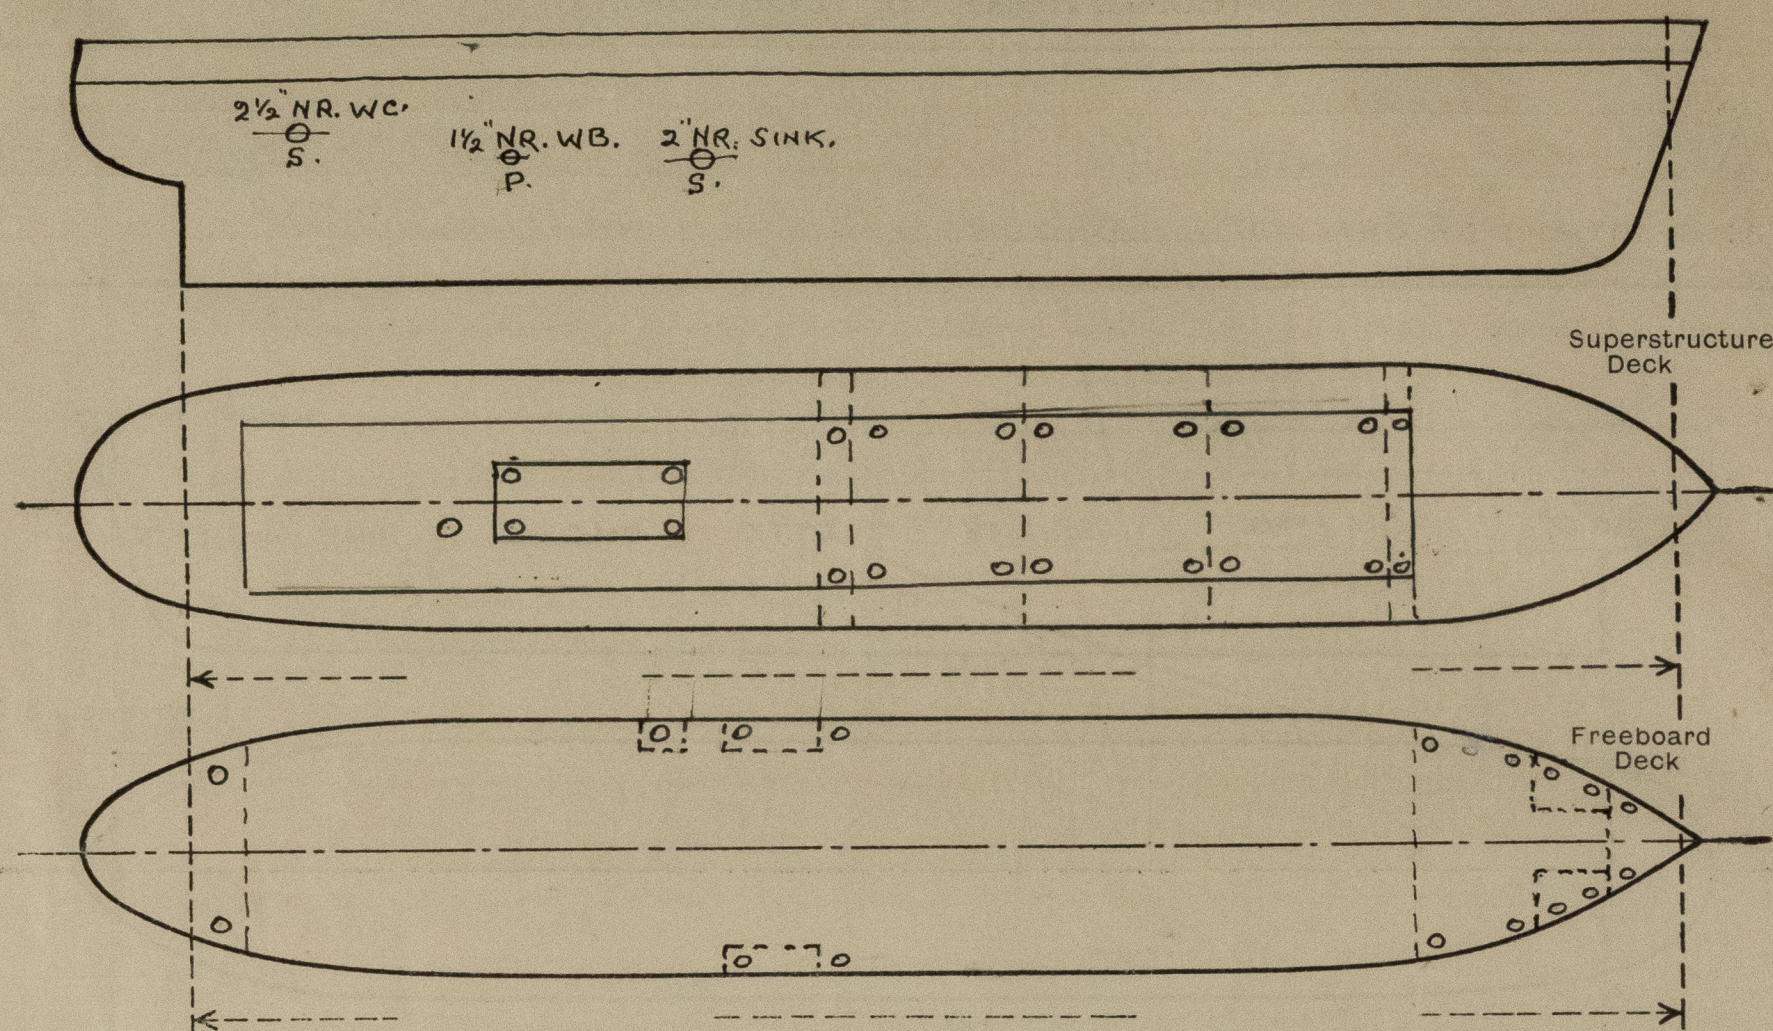 2½" NR. WC.
S.
1½" NR. WB.
P.
2" NR. SINK.
S.
Superstructure
Deck
Freeboard
Deck